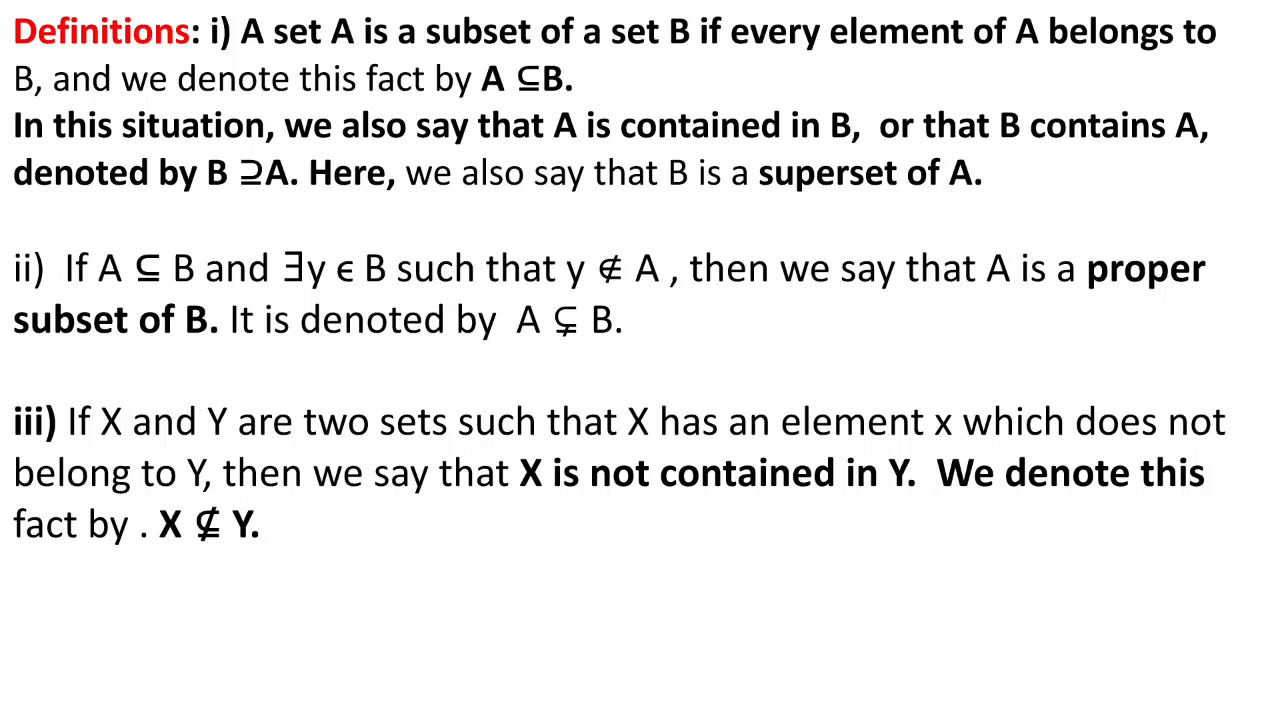 Definitions: i) A set A is a subset of a set B if every element of A belongs to
B, and we denote this fact by A ⊆B.
In this situation, we also say that A is contained in B,  or that B contains A,
denoted by B ⊇A. Here, we also say that B is a superset of A.
ii)  If A ⊆ B and ∃y ϵ B such that y ∉ A , then we say that A is a proper
subset of B. It is denoted by  A ⊊ B.
iii) If X and Y are two sets such that X has an element x which does not
belong to Y, then we say that X is not contained in Y.  We denote this
fact by . X ⊈ Y.